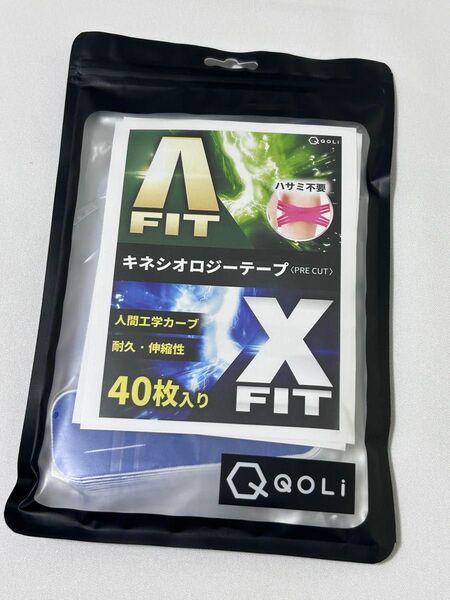 QOLi
Λ
FIT
ハサミ不要
キネシオロジーテープ〈PRE CUT〉
人間工学カーブ
耐久・伸縮性
40枚入り
X
FIT
QOLi